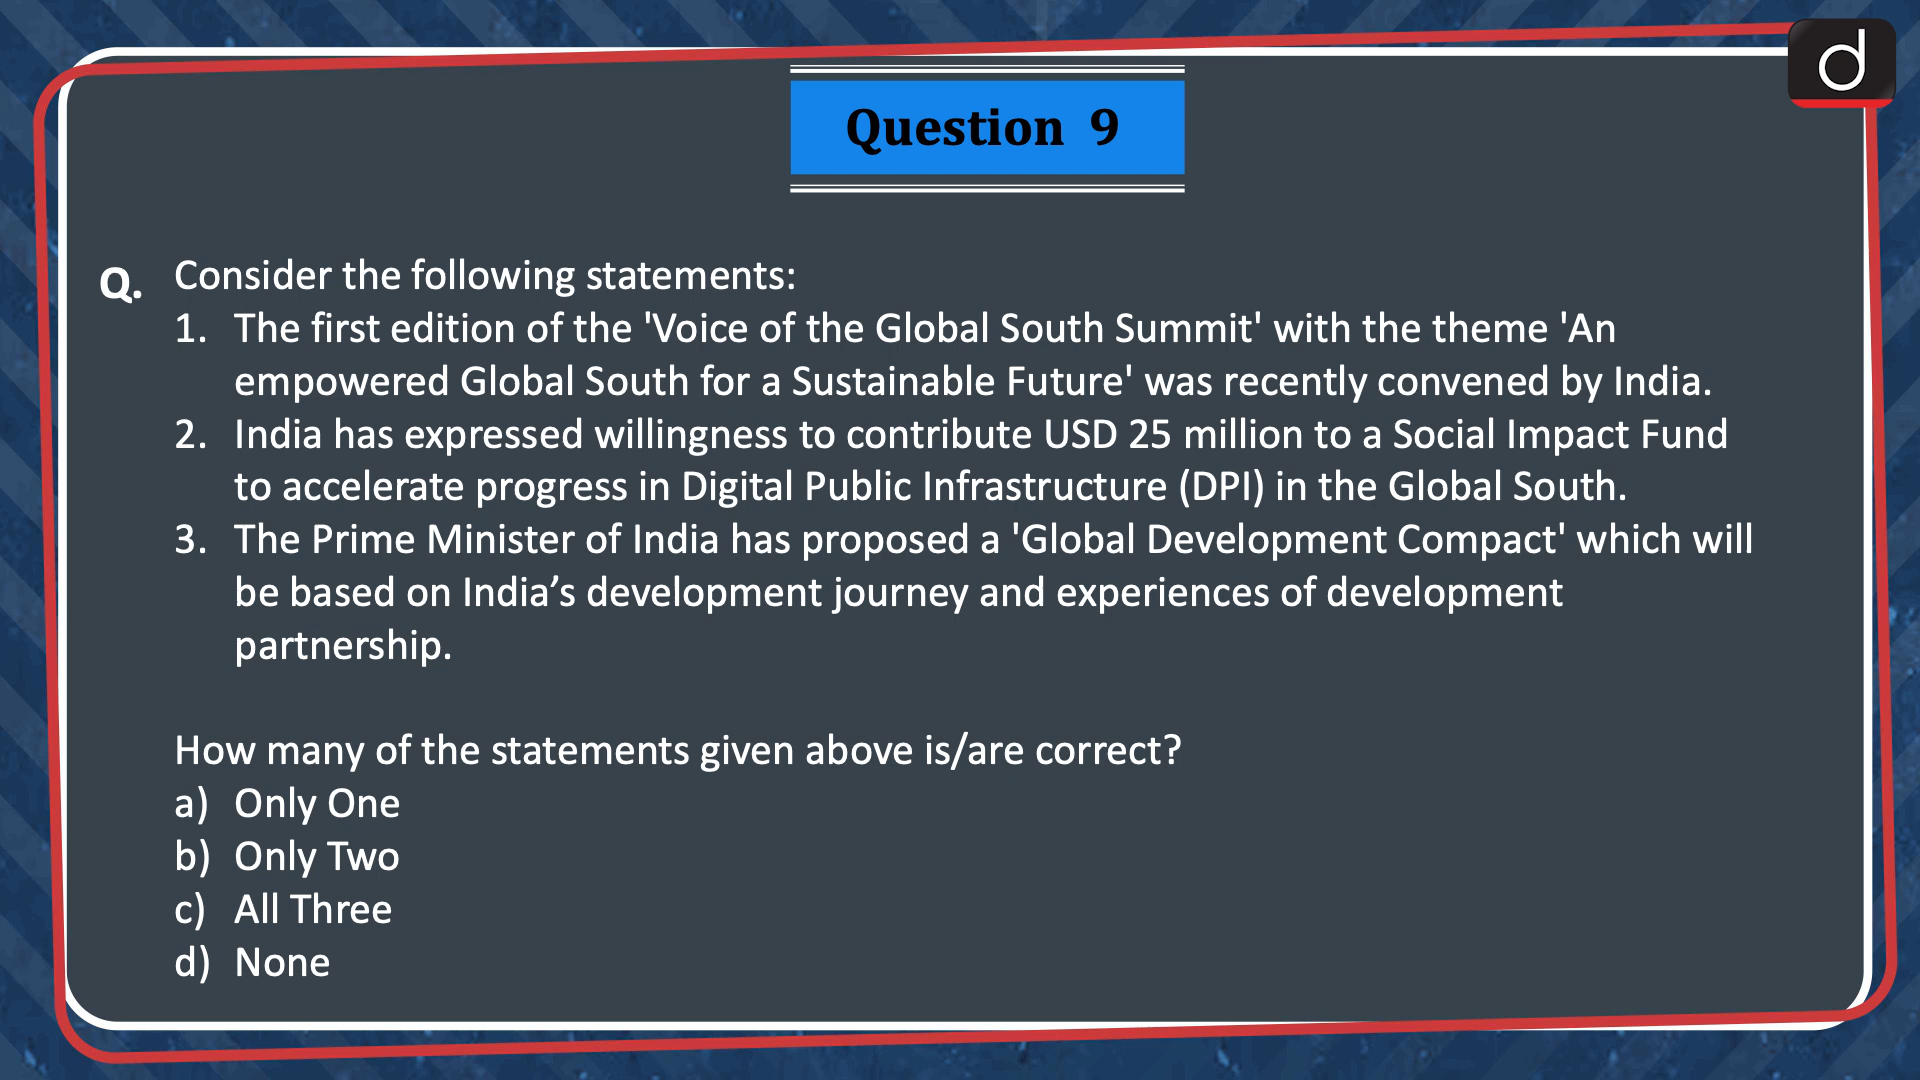 Question 9
Q. Consider the following statements:
1. The first edition of the 'Voice of the Global South Summit' with the theme 'An
empowered Global South for a Sustainable Future' was recently convened by India.
2. India has expressed willingness to contribute USD 25 million to a Social Impact Fund
to accelerate progress in Digital Public Infrastructure (DPI) in the Global South.
3. The Prime Minister of India has proposed a 'Global Development Compact' which will
be based on India’s development journey and experiences of development
partnership.
How many of the statements given above is/are correct?
a) Only One
b) Only Two
c) All Three
d) None